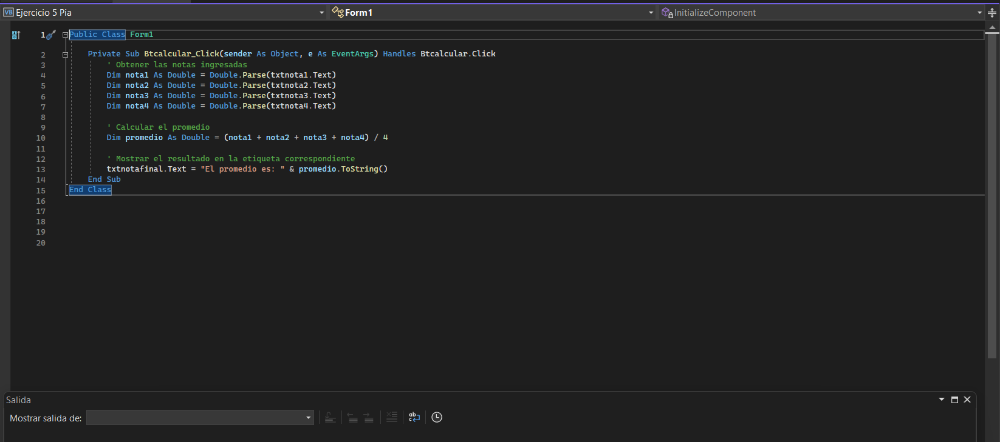 VB Ejercicio 5 Pia Form1 InitializeComponent
1 Public Class Form1
2 Private Sub Btcalcular_Click(sender As Object, e As EventArgs) Handles Btcalcular.Click
3 ' Obtener las notas ingresadas
4 Dim nota1 As Double = Double.Parse(txtnota1.Text)
5 Dim nota2 As Double = Double.Parse(txtnota2.Text)
6 Dim nota3 As Double = Double.Parse(txtnota3.Text)
7 Dim nota4 As Double = Double.Parse(txtnota4.Text)
8
9 ' Calcular el promedio
10 Dim promedio As Double = (nota1 + nota2 + nota3 + nota4) / 4
11
12 ' Mostrar el resultado en la etiqueta correspondiente
13 txtnotafinal.Text = "El promedio es: " & promedio.ToString()
14 End Sub
15 End Class
16
17
18
19
20
Salida
Mostrar salida de: